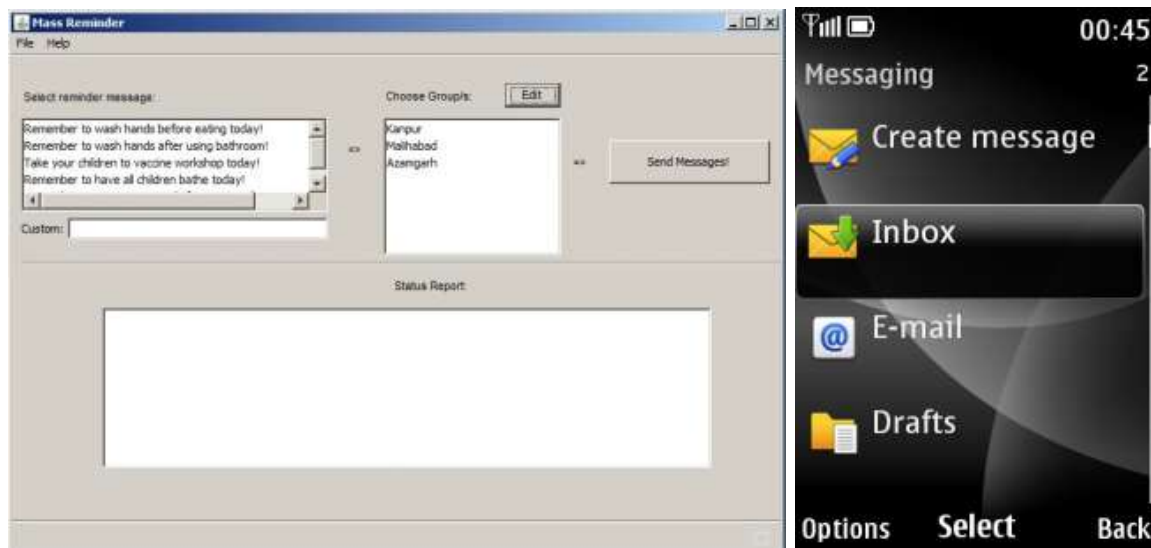 Mass Reminder
File Help
Select reminder message:
Remember to wash hands before eating today!
Remember to wash hands after using bathroom!
Take your children to vaccine workshop today!
Remember to have all children bathe today!
Custom:
Choose Group/s:
Edit
Kanpur
Malihabad
Azamgarh
Send Messages!
Status Report:
00:45
Messaging
2
Create message
Inbox
@ E-mail
Drafts
Options Select Back